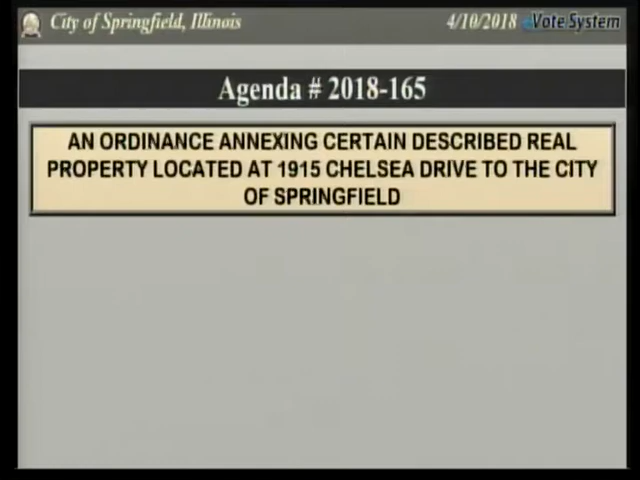 City of Springfield, Illinois
4/10/2018 eVote System
Agenda # 2018-165
AN ORDINANCE ANNEXING CERTAIN DESCRIBED REAL
PROPERTY LOCATED AT 1915 CHELSEA DRIVE TO THE CITY
OF SPRINGFIELD